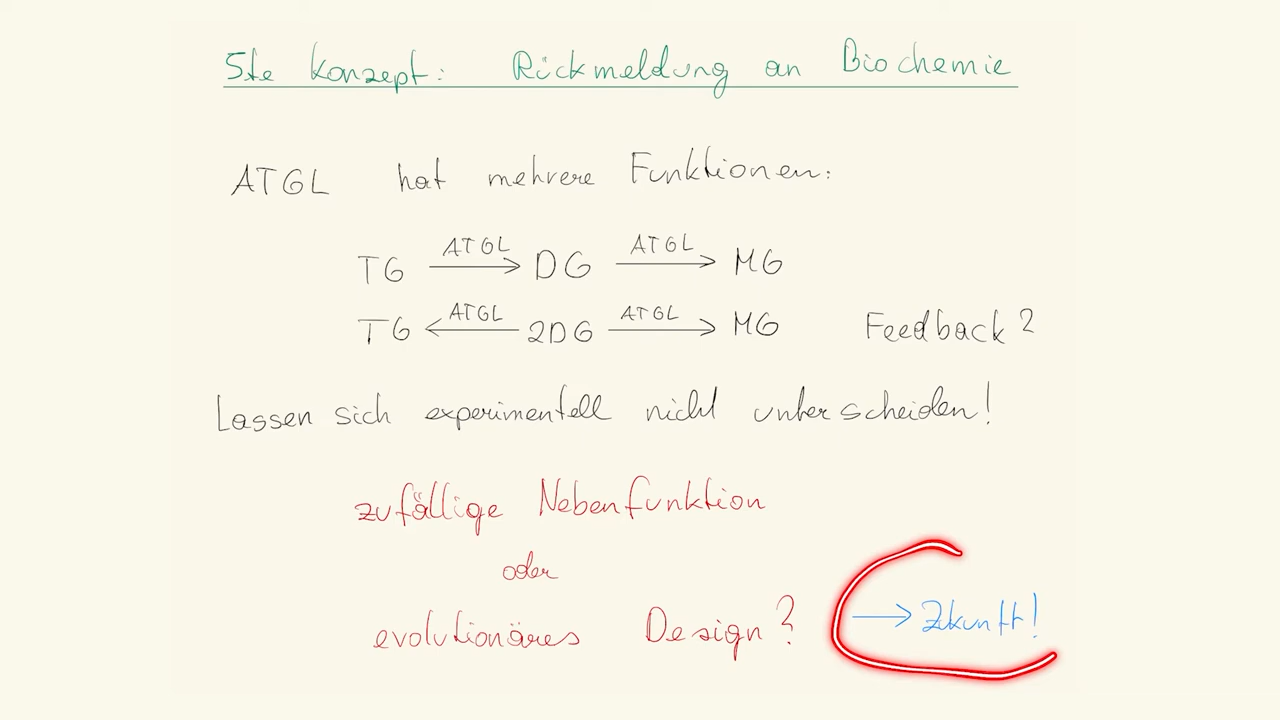 5te Konzept: Rückmeldung an Biochemie
ATGL hat mehrere Funktionen:
TG —ATGL→ DG —ATGL→ MG
TG ←ATGL— 2DG —ATGL→ MG Feedback?
Lassen sich experimentell nicht unterscheiden!
zufällige Nebenfunktion
oder
evolutionäres Design? → Zukunft!